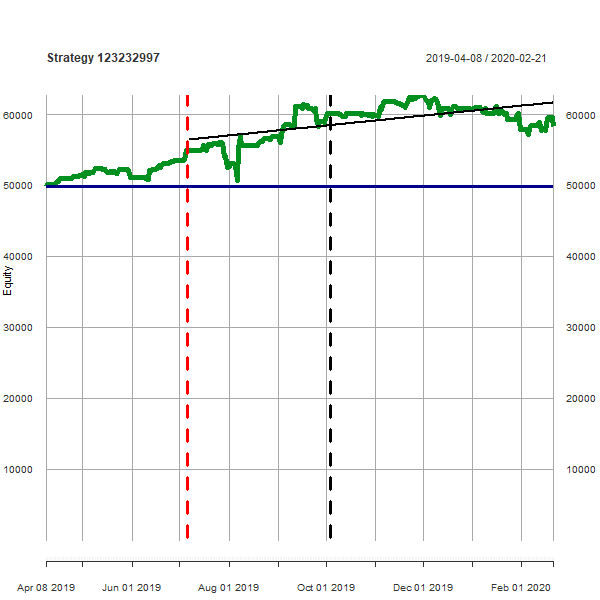 Strategy 123232997
2019-04-08 / 2020-02-21
60000
60000
50000
50000
40000
40000
Equity
30000
30000
20000
20000
10000
10000
Apr 08 2019
Jun 01 2019
Aug 01 2019
Oct 01 2019
Dec 01 2019
Feb 01 2020